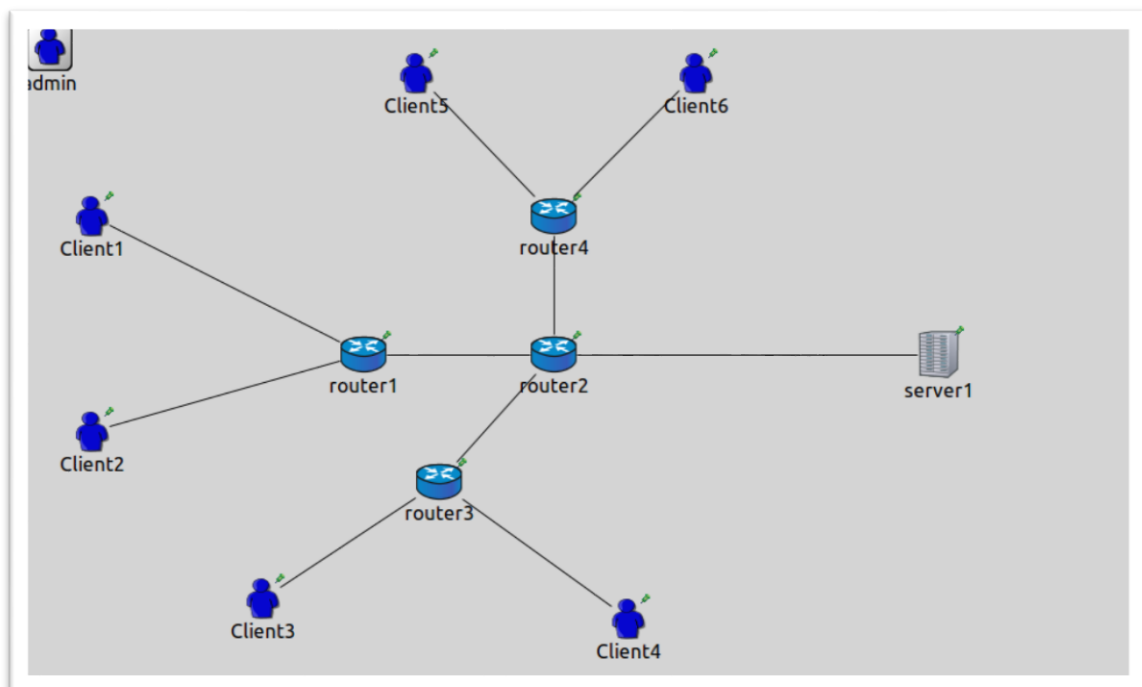 admin
Client5
Client6
Client1
router4
router1
router2
server1
Client2
router3
Client3
Client4